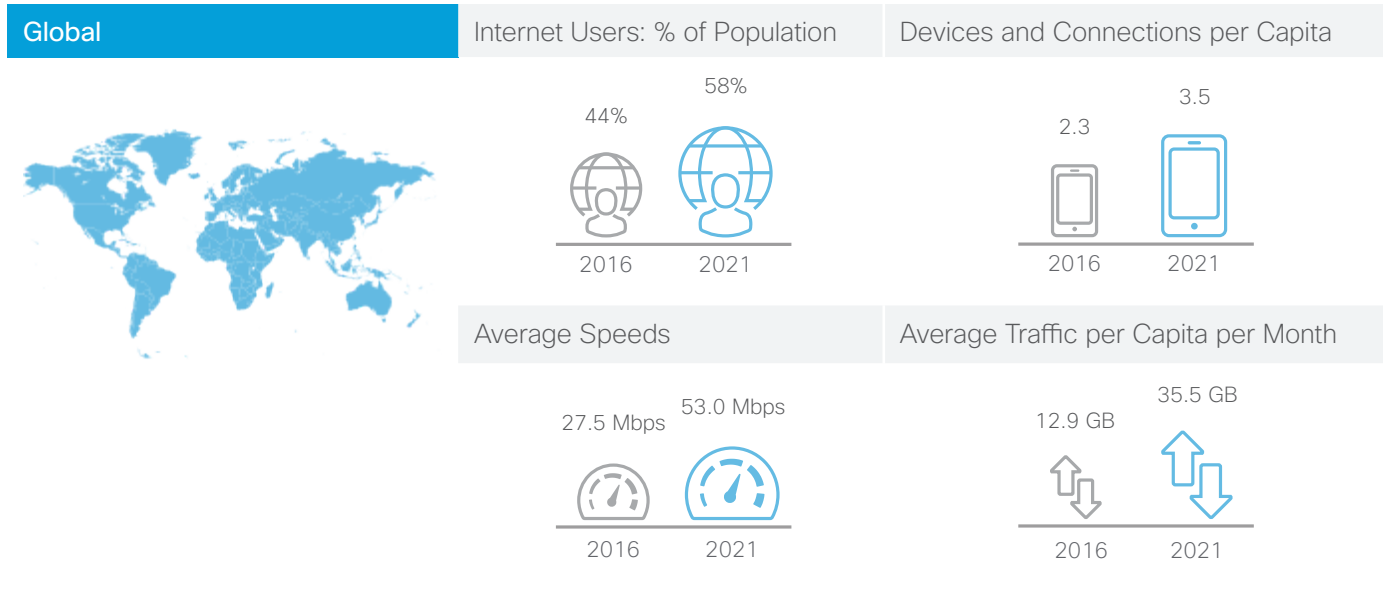 Global
Internet Users: % of Population
Devices and Connections per Capita
44%
58%
2016
2021
2.3
3.5
2016
2021
Average Speeds
Average Traffic per Capita per Month
27.5 Mbps
53.0 Mbps
2016
2021
12.9 GB
35.5 GB
2016
2021